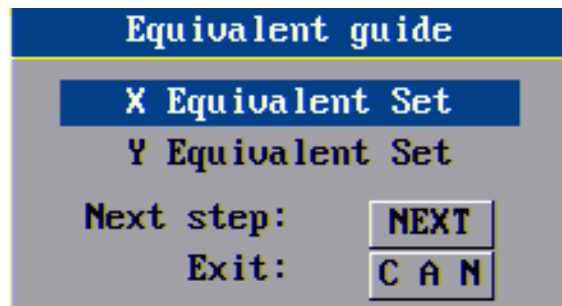 Equivalent guide
X Equivalent Set
Y Equivalent Set
Next step: NEXT
Exit: C A N